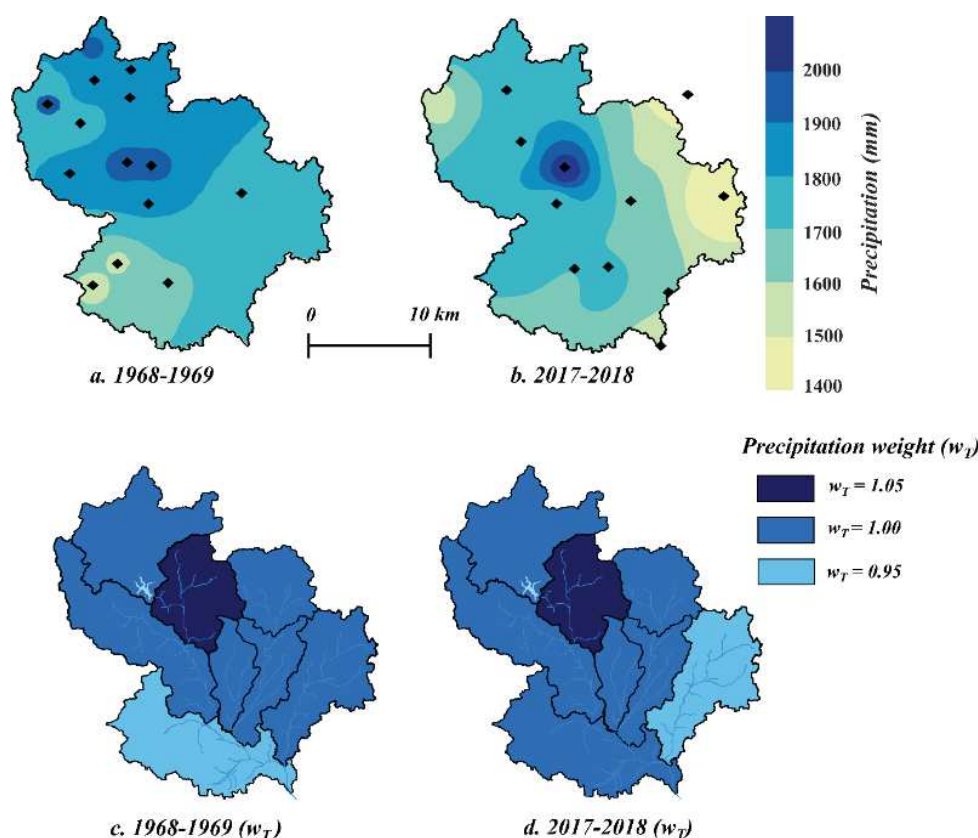 2000
1900
1800
1700
1600
1500
1400
Precipitation (mm)
0 10 km
a. 1968-1969
b. 2017-2018
Precipitation weight (wT)
wT = 1.05
wT = 1.00
wT = 0.95
c. 1968-1969 (wT)
d. 2017-2018 (wT)